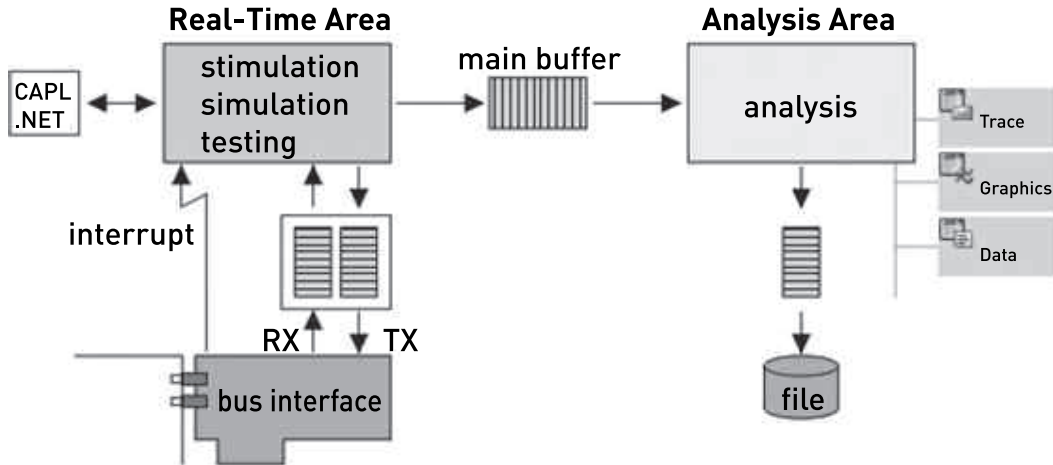 Real-Time Area
Analysis Area
CAPL
.NET
stimulation
simulation
testing
main buffer
analysis
Trace
Graphics
Data
interrupt
RX
TX
bus interface
file